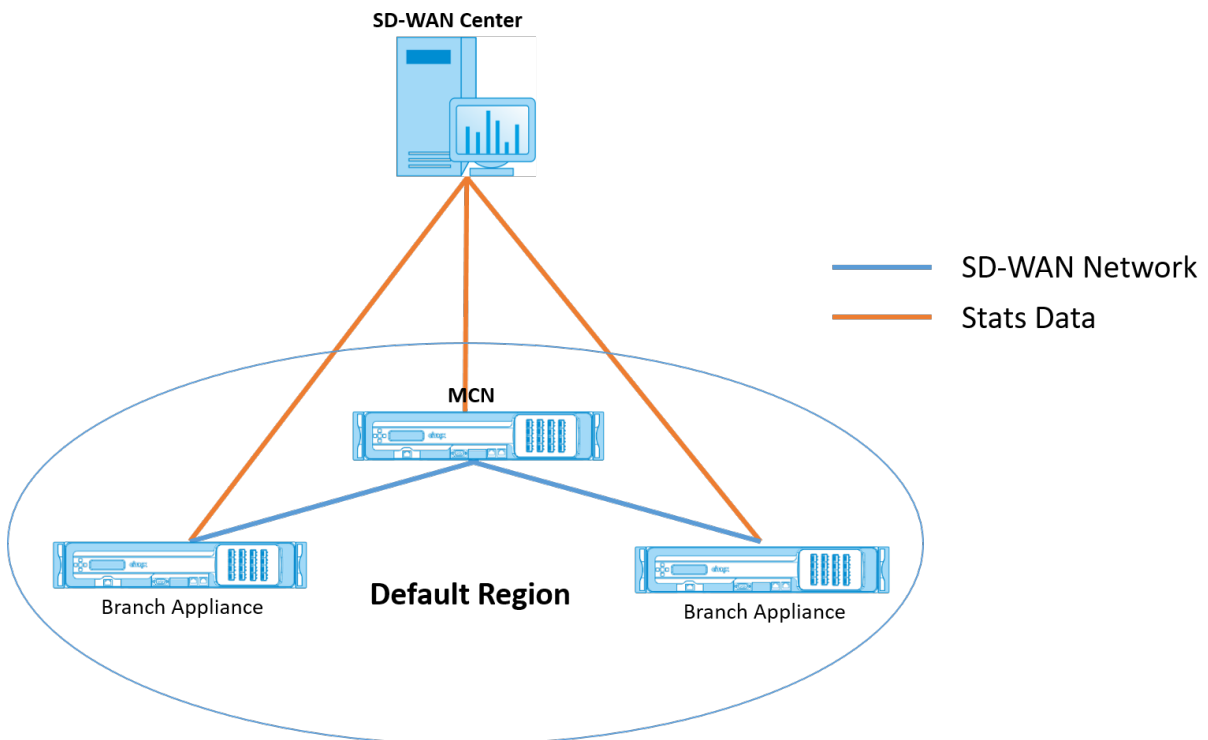 SD-WAN Center
SD-WAN Network
Stats Data
MCN
Branch Appliance
Default Region
Branch Appliance